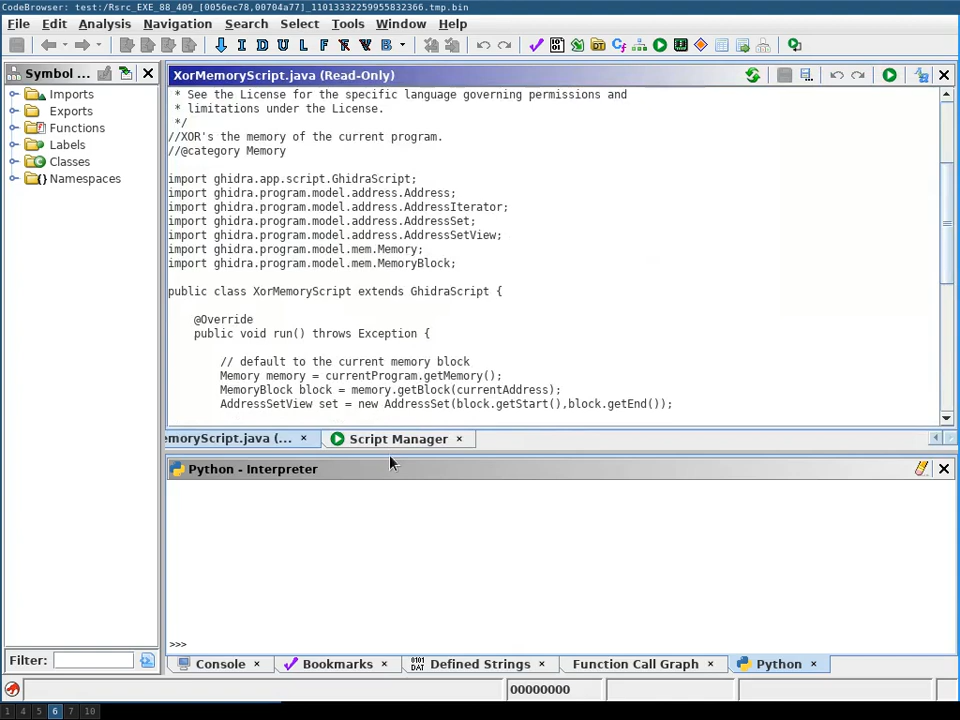 CodeBrowser: test:/Rsrc_EXE_88_409_[0056ec78,00704a77]_11013332259955832366.tmp.bin
File Edit Analysis Navigation Search Select Tools Window Help
I D U L F R B
Symbol ...
XorMemoryScript.java (Read-Only)
Imports
Exports
Functions
Labels
Classes
Namespaces
* See the License for the specific language governing permissions and
* limitations under the License.
*/
//XOR's the memory of the current program.
//@category Memory
import ghidra.app.script.GhidraScript;
import ghidra.program.model.address.Address;
import ghidra.program.model.address.AddressIterator;
import ghidra.program.model.address.AddressSet;
import ghidra.program.model.address.AddressSetView;
import ghidra.program.model.mem.Memory;
import ghidra.program.model.mem.MemoryBlock;
public class XorMemoryScript extends GhidraScript {
@Override
public void run() throws Exception {
// default to the current memory block
Memory memory = currentProgram.getMemory();
MemoryBlock block = memory.getBlock(currentAddress);
AddressSetView set = new AddressSet(block.getStart(),block.getEnd());
emoryScript.java (... × Script Manager ×
Python - Interpreter
>>>
Filter:
Console × Bookmarks × Defined Strings × Function Call Graph × Python ×
00000000
1 4 5 6 7 10